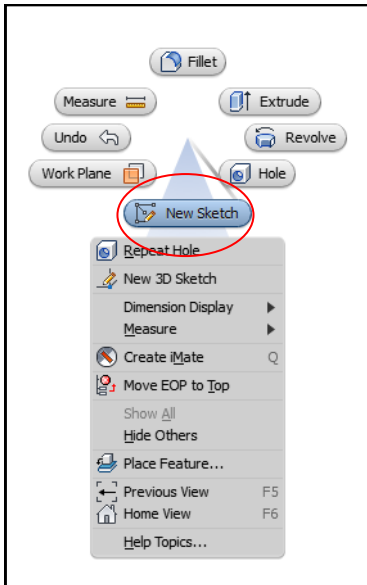 Fillet
Measure
Extrude
Undo
Revolve
Work Plane
Hole
New Sketch
Repeat Hole
New 3D Sketch
Dimension Display
Measure
Create iMate Q
Move EOP to Top
Show All
Hide Others
Place Feature...
Previous View F5
Home View F6
Help Topics...